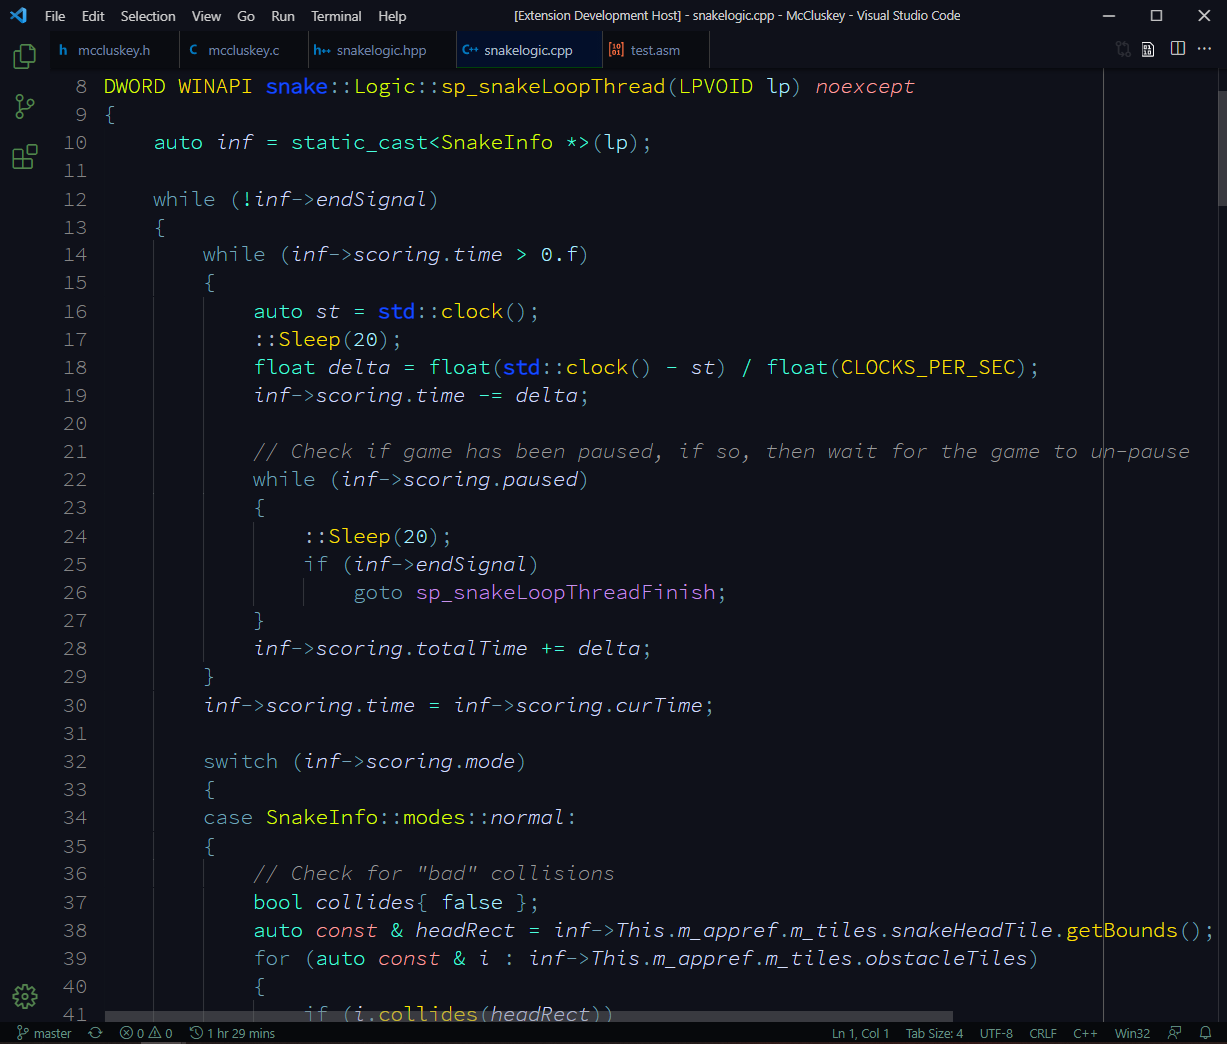 File Edit Selection View Go Run Terminal Help [Extension Development Host] - snakelogic.cpp - McCluskey - Visual Studio Code
h mccluskey.h C mccluskey.c h++ snakelogic.hpp C++ snakelogic.cpp test.asm
8 DWORD WINAPI snake::Logic::sp_snakeLoopThread(LPVOID lp) noexcept
9 {
10     auto inf = static_cast<SnakeInfo *>(lp);
11
12     while (!inf->endSignal)
13     {
14         while (inf->scoring.time > 0.f)
15         {
16             auto st = std::clock();
17             ::Sleep(20);
18             float delta = float(std::clock() - st) / float(CLOCKS_PER_SEC);
19             inf->scoring.time -= delta;
20
21             // Check if game has been paused, if so, then wait for the game to un-pause
22             while (inf->scoring.paused)
23             {
24                 ::Sleep(20);
25                 if (inf->endSignal)
26                     goto sp_snakeLoopThreadFinish;
27             }
28             inf->scoring.totalTime += delta;
29         }
30         inf->scoring.time = inf->scoring.curTime;
31
32         switch (inf->scoring.mode)
33         {
34         case SnakeInfo::modes::normal:
35         {
36             // Check for "bad" collisions
37             bool collides{ false };
38             auto const & headRect = inf->This.m_appref.m_tiles.snakeHeadTile.getBounds();
39             for (auto const & i : inf->This.m_appref.m_tiles.obstacleTiles)
40             {
41                 if (i.collides(headRect))
master 0 0 1 hr 29 mins Ln 1, Col 1 Tab Size: 4 UTF-8 CRLF C++ Win32